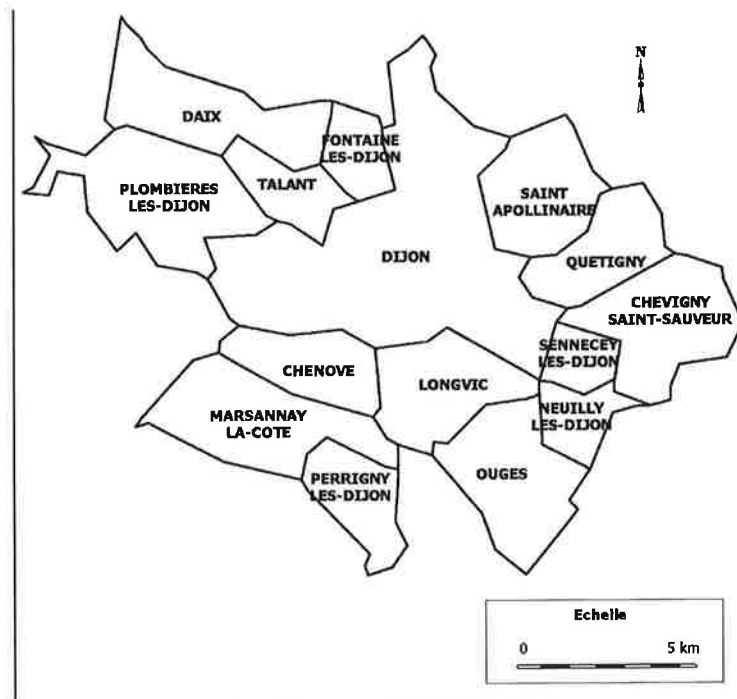 N
DAIX
FONTAINE
LES-DIJON
TALANT
PLOMBIERES
LES-DIJON
SAINT
APOLLINAIRE
DIJON
QUETIGNY
CHEVIGNY
SAINT-SAUVEUR
SENNECEY
LES-DIJON
CHENOVE
LONGVIC
NEUILLY
LES-DIJON
MARSANNAY
LA-COTE
PERRIGNY
LES-DIJON
OUGES
Echelle
0 5 km